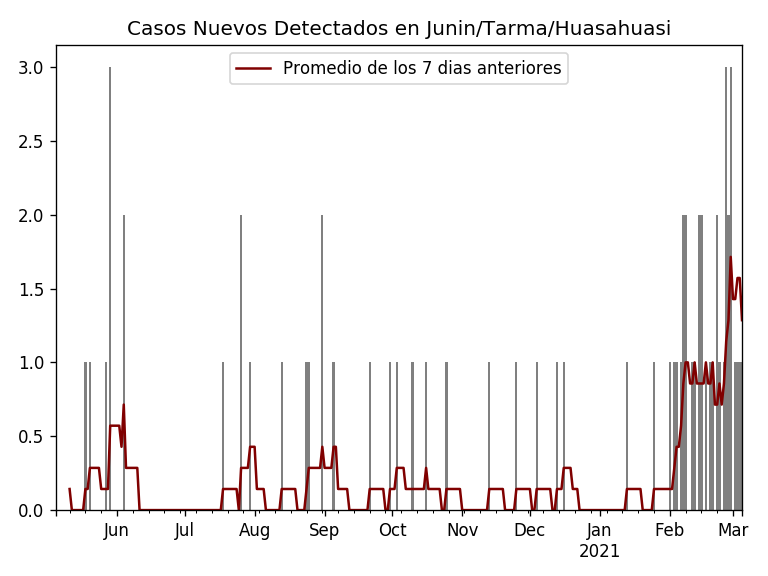 Casos Nuevos Detectados en Junin/Tarma/Huasahuasi
Promedio de los 7 dias anteriores
3.0
2.5
2.0
1.5
1.0
0.5
0.0
Jun Jul Aug Sep Oct Nov Dec Jan Feb Mar
2021